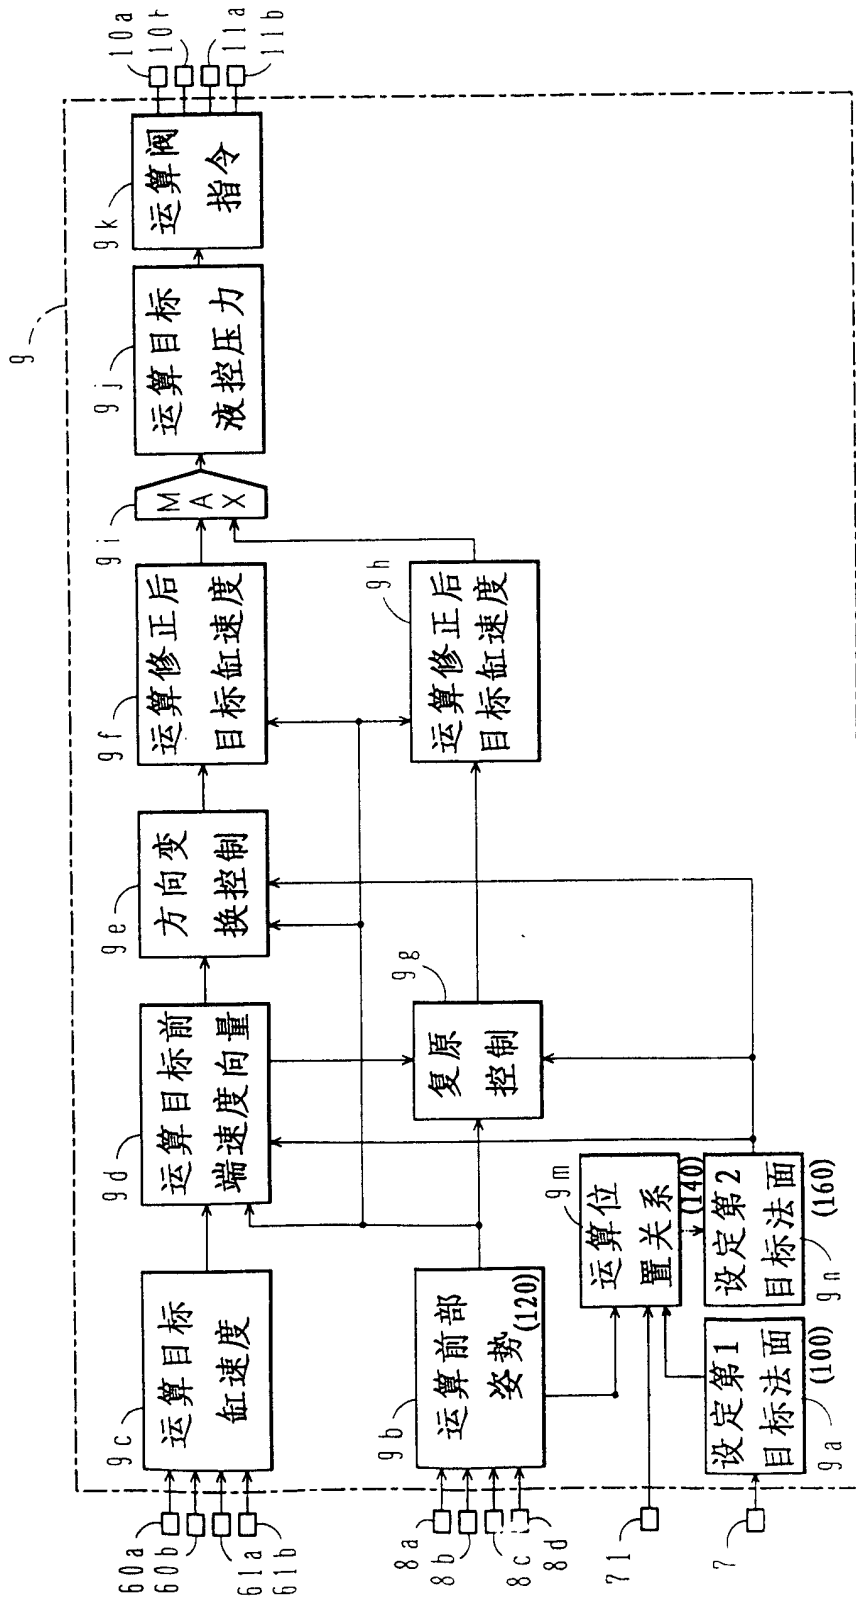 9
60a
60b
61a
61b
9c
运算目标
缸速度
9d
运算目标前
端速度向量
9e
方向变
换控制
9f
运算修正后
目标缸速度
9i
MAX
9j
运算目标
液控压力
9k
运算阀
指令
10a
11a
11b
8a
8b
8c
8d
9b
运算前部
姿势
(120)
9g
复原
控制
9h
运算修正后
目标缸速度
71
9m
运算位
置关系
(140)
7
9a
设定第1
目标法面
(100)
9n
设定第2
目标法面
(160)